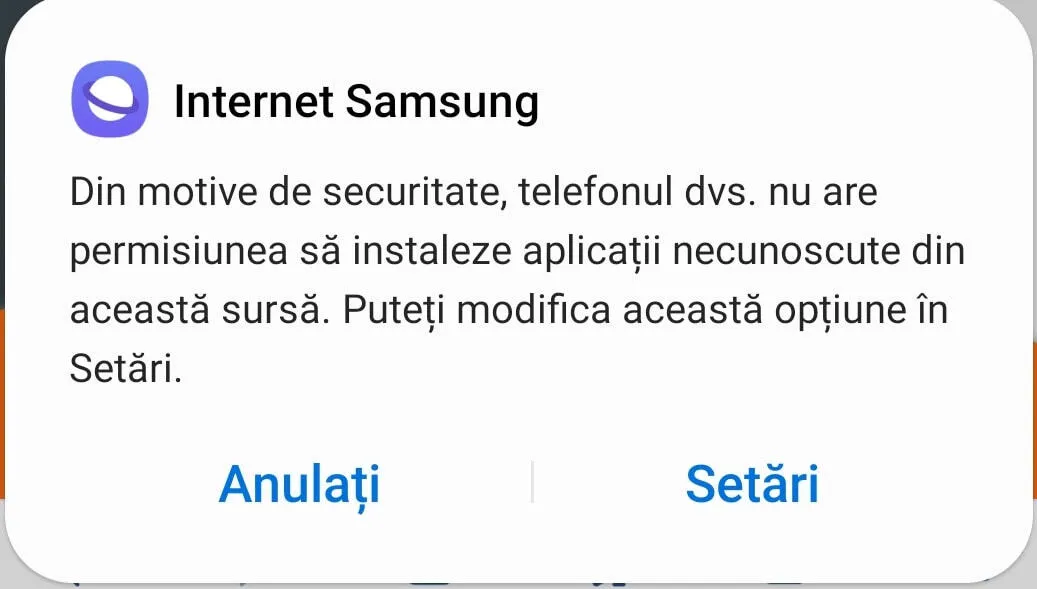 Internet Samsung
Din motive de securitate, telefonul dvs. nu are
permisiunea să instaleze aplicații necunoscute din
această sursă. Puteți modifica această opțiune în
Setări.
Anulați
Setări